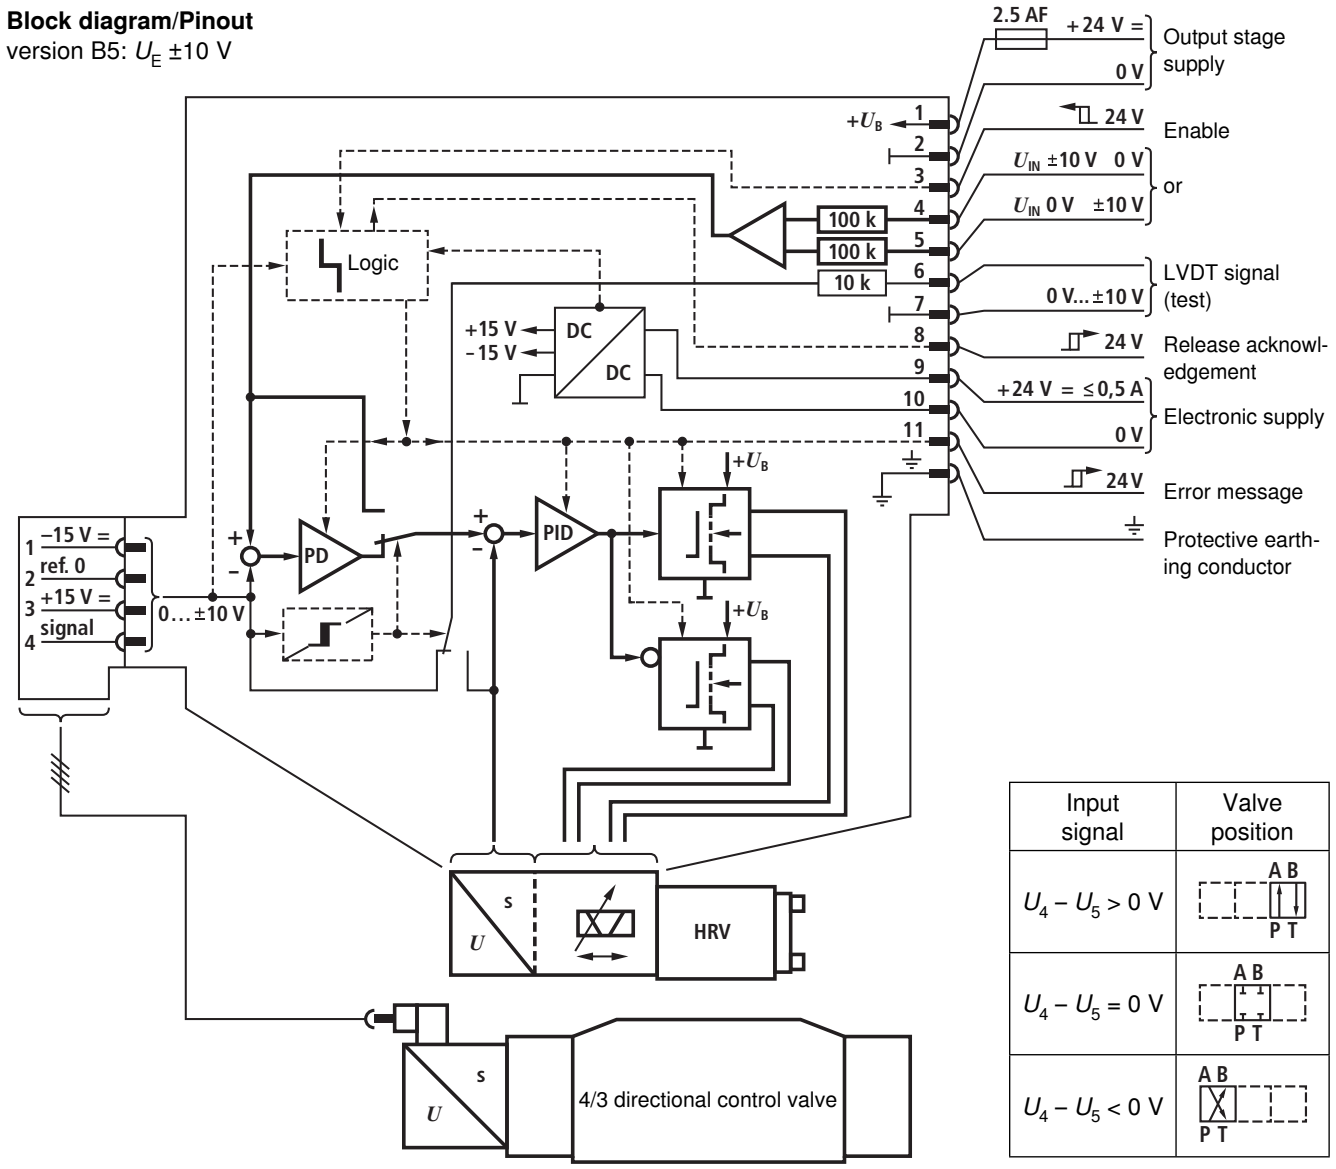 Block diagram/Pinout
version B5: UE ±10 V
2.5 AF
+24 V =
0 V
Output stage
supply
+UB
1
24 V
Enable
2
UIN ±10 V 0 V
3
or
4
UIN 0 V ±10 V
100 k
5
100 k
Logic
6
10 k
LVDT signal
(test)
7
0 V...±10 V
+15 V
DC
−15 V
DC
8
24 V
Release acknowl-
edgement
9
+24 V = ≤0,5 A
10
Electronic supply
0 V
11
+UB
24 V
Error message
+
−
PD
+
−
PID
Protective earth-
ing conductor
1 −15 V =
2 ref. 0
3 +15 V =
4 signal
0...±10 V
+UB
Input
signal
Valve
position
U4 − U5 > 0 V
A B
P T
U4 − U5 = 0 V
A B
P T
U4 − U5 < 0 V
A B
P T
s
U
HRV
s
U
4/3 directional control valve